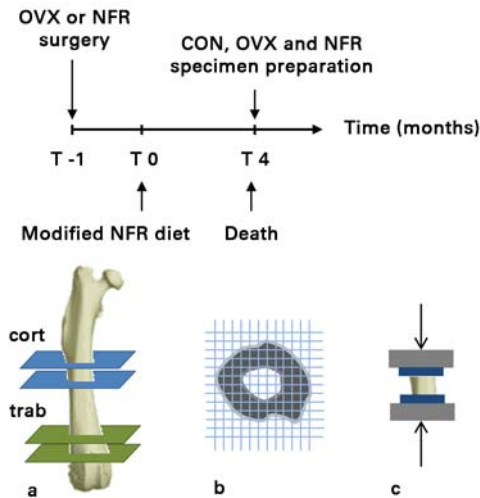 OVX or NFR
surgery
CON, OVX and NFR
specimen preparation
Time (months)
T -1
T 0
T 4
Modified NFR diet
Death
cort
trab
a
b
c